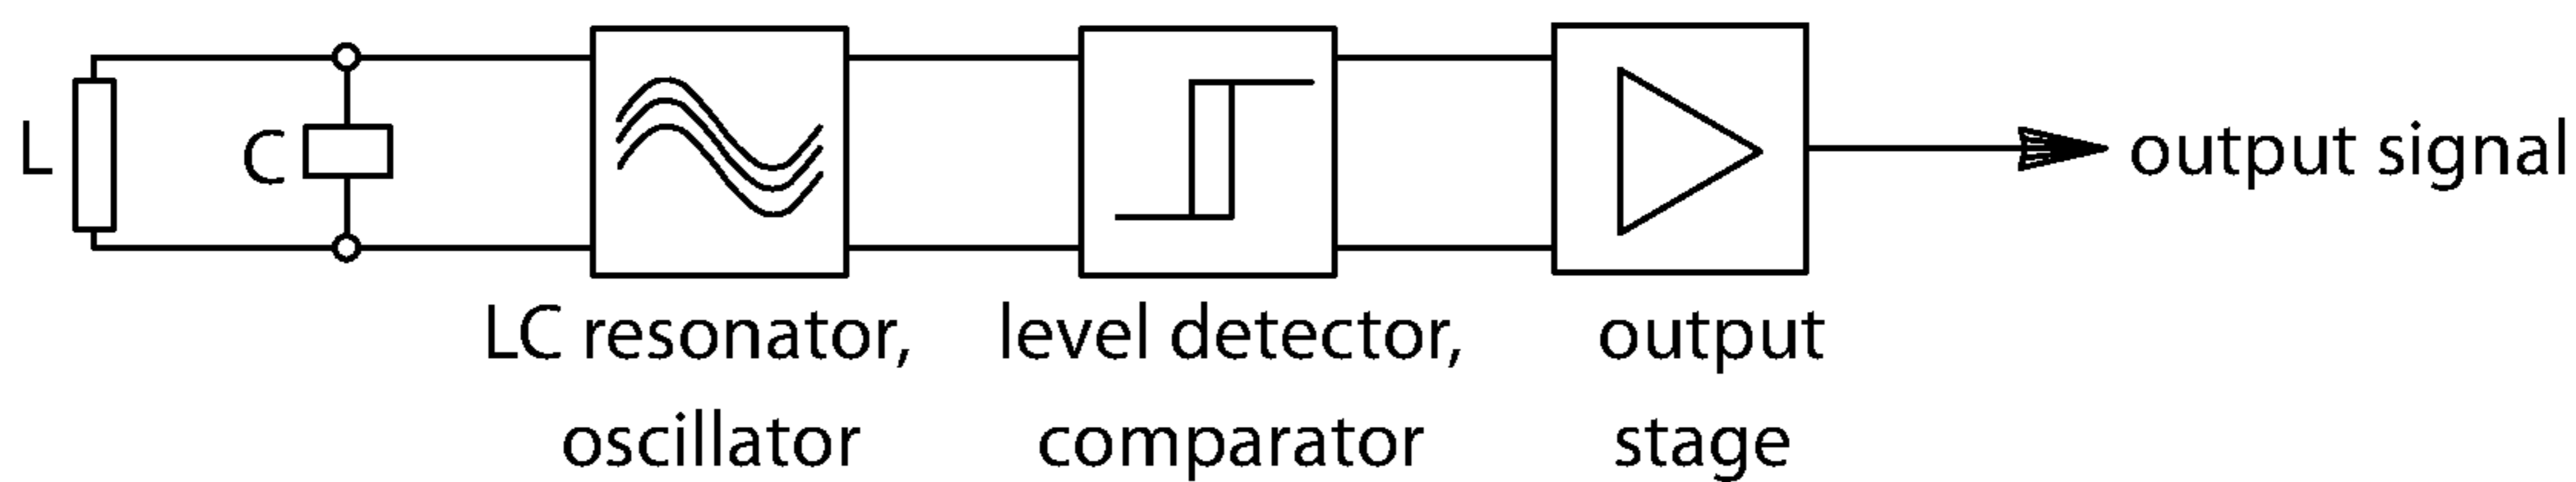 L
C
output signal
LC resonator,
oscillator
level detector,
comparator
output
stage